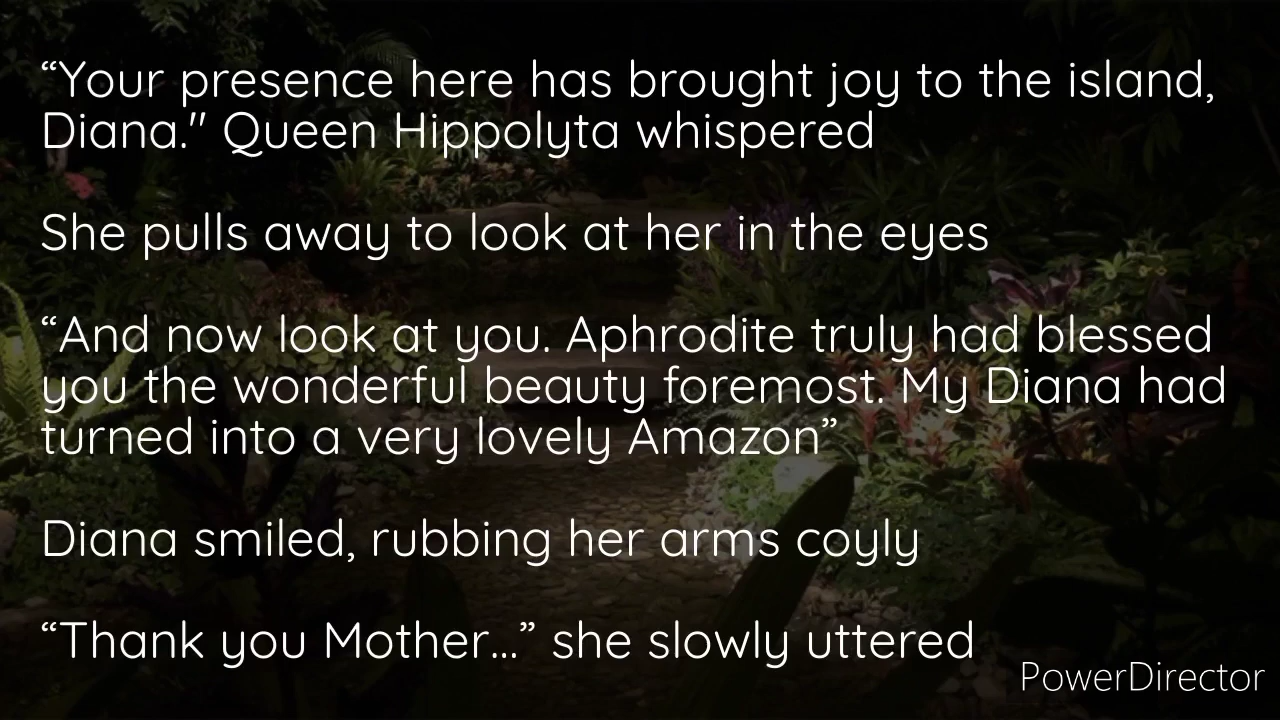 “Your presence here has brought joy to the island,
Diana." Queen Hippolyta whispered
She pulls away to look at her in the eyes
“And now look at you. Aphrodite truly had blessed
you the wonderful beauty foremost. My Diana had
turned into a very lovely Amazon”
Diana smiled, rubbing her arms coyly
“Thank you Mother...” she slowly uttered
PowerDirector